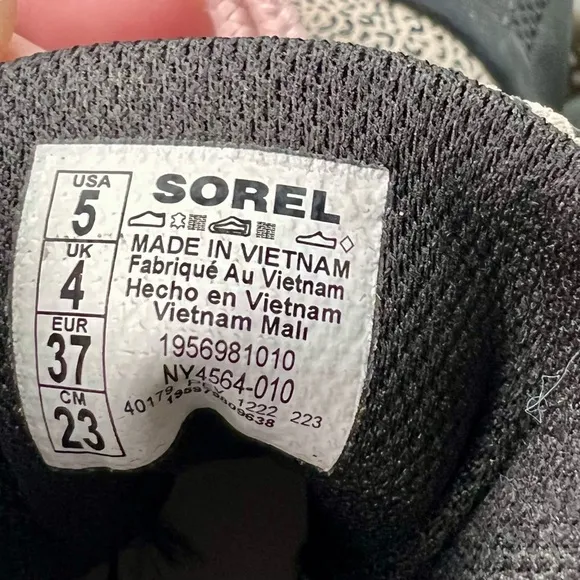 USA
5
UK
4
EUR
37
CM
23
SOREL
MADE IN VIETNAM
Fabriqué Au Vietnam
Hecho en Vietnam
Vietnam Malı
1956981010
NY4564-010
40179 1222 223